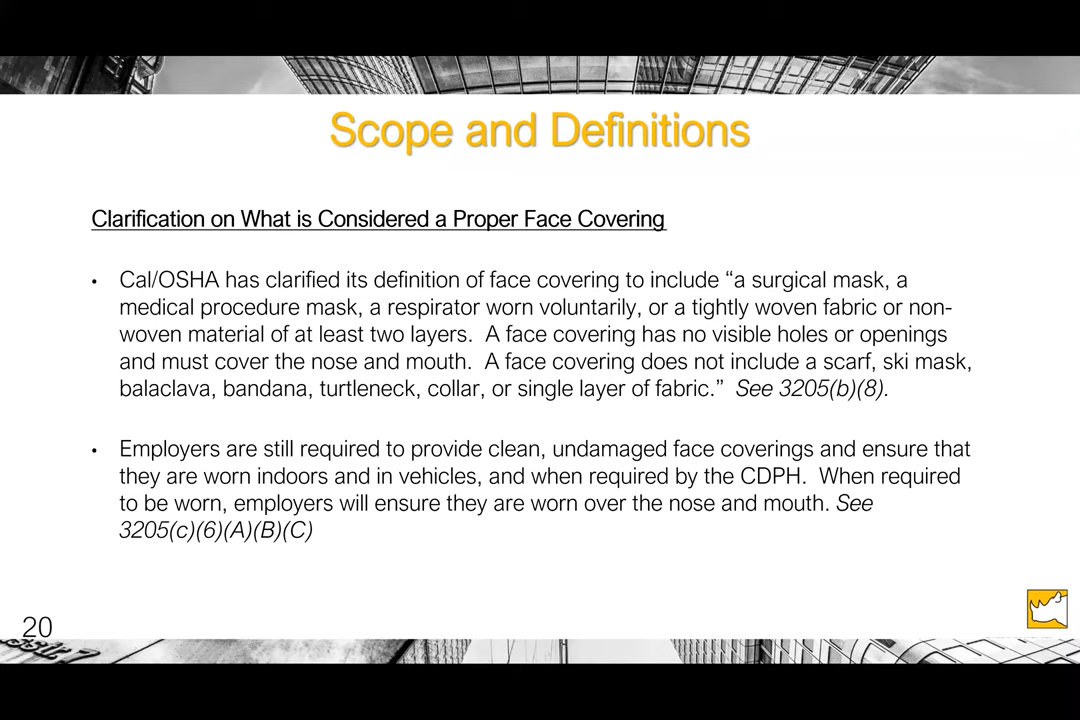 Scope and Definitions
Clarification on What is Considered a Proper Face Covering
• Cal/OSHA has clarified its definition of face covering to include “a surgical mask, a
medical procedure mask, a respirator worn voluntarily, or a tightly woven fabric or non-
woven material of at least two layers.  A face covering has no visible holes or openings
and must cover the nose and mouth.  A face covering does not include a scarf, ski mask,
balaclava, bandana, turtleneck, collar, or single layer of fabric.”  See 3205(b)(8).
• Employers are still required to provide clean, undamaged face coverings and ensure that
they are worn indoors and in vehicles, and when required by the CDPH.  When required
to be worn, employers will ensure they are worn over the nose and mouth. See
3205(c)(6)(A)(B)(C)
20